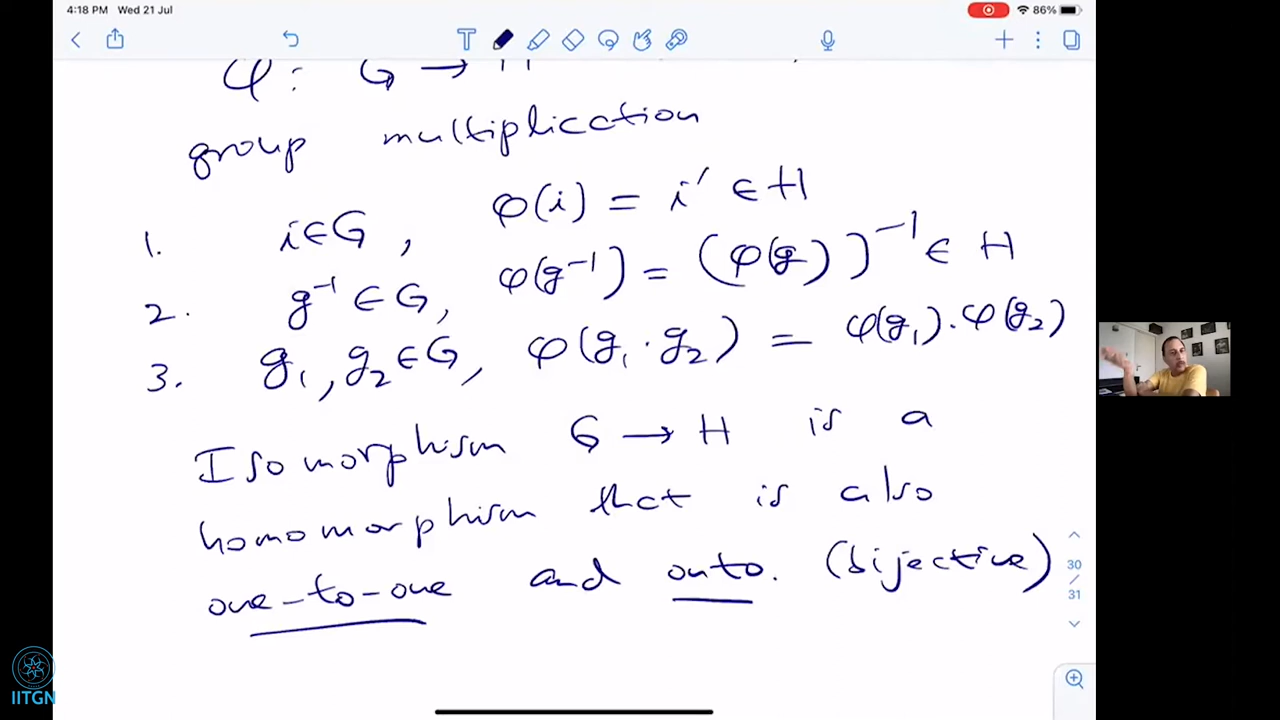 4:18 PM Wed 21 Jul
86%
φ: G → H
group multiplication
1. i∈G, φ(i) = i' ∈ H
2. g⁻¹ ∈ G, φ(g⁻¹) = (φ(g))⁻¹ ∈ H
3. g₁, g₂ ∈ G, φ(g₁ · g₂) = φ(g₁) · φ(g₂)
Isomorphism G → H is a
homomorphism that is also
one-to-one and onto. (bijective)
30
/
31
IITGN